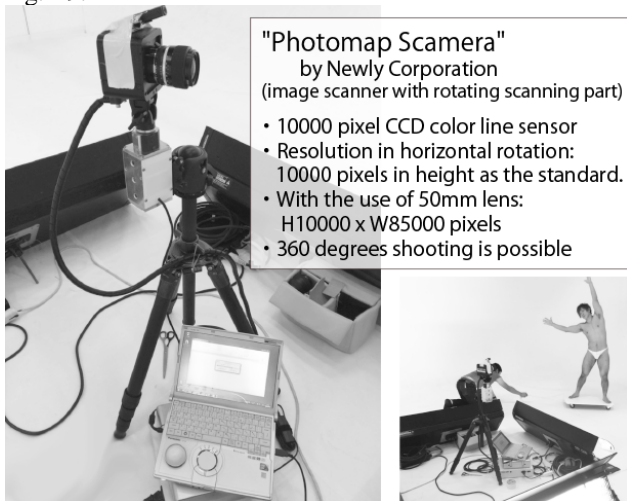 "Photomap Scamera"
by Newly Corporation
(image scanner with rotating scanning part)
・10000 pixel CCD color line sensor
・Resolution in horizontal rotation:
10000 pixels in height as the standard.
・With the use of 50mm lens:
H10000 x W85000 pixels
・360 degrees shooting is possible